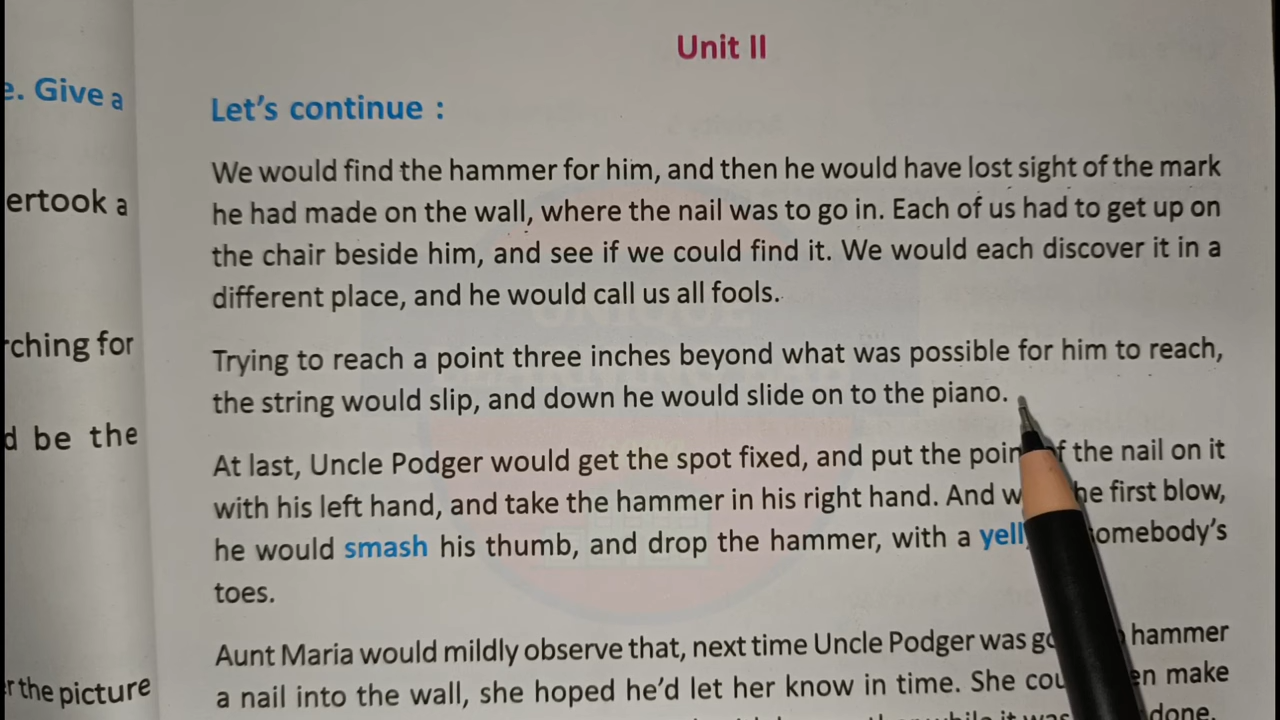 e. Give a
ertook a
rching for
d be the
r the picture
Unit II
Let's continue :
We would find the hammer for him, and then he would have lost sight of the mark
he had made on the wall, where the nail was to go in. Each of us had to get up on
the chair beside him, and see if we could find it. We would each discover it in a
different place, and he would call us all fools.
Trying to reach a point three inches beyond what was possible for him to reach,
the string would slip, and down he would slide on to the piano.
At last, Uncle Podger would get the spot fixed, and put the poin of the nail on it
with his left hand, and take the hammer in his right hand. And w he first blow,
he would smash his thumb, and drop the hammer, with a yell, omebody's
toes.
Aunt Maria would mildly observe that, next time Uncle Podger was go hammer
a nail into the wall, she hoped he'd let her know in time. She cou en make
while it was done.